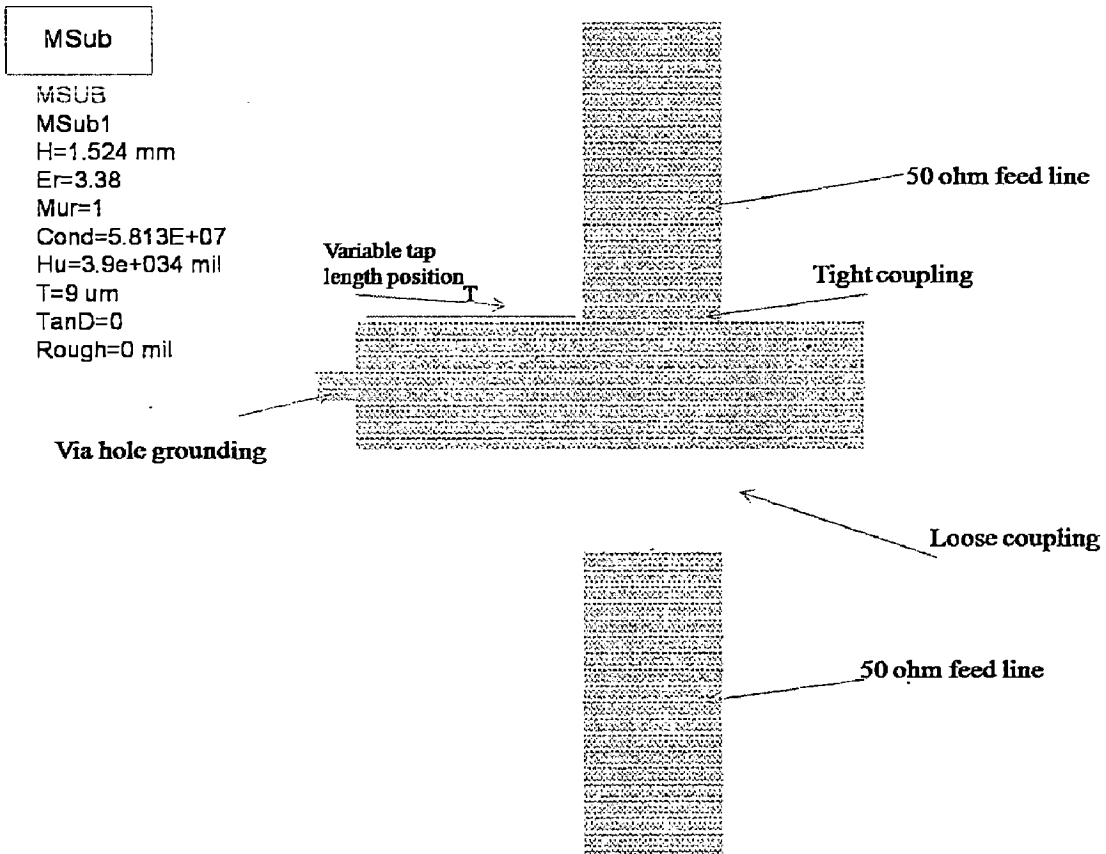 MSub
MSUB
MSub1
H=1.524 mm
Er=3.38
Mur=1
Cond=5.813E+07
Hu=3.9e+034 mil
T=9 um
TanD=0
Rough=0 mil
50 ohm feed line
Variable tap
length position
T
Tight coupling
Via hole grounding
Loose coupling
50 ohm feed line